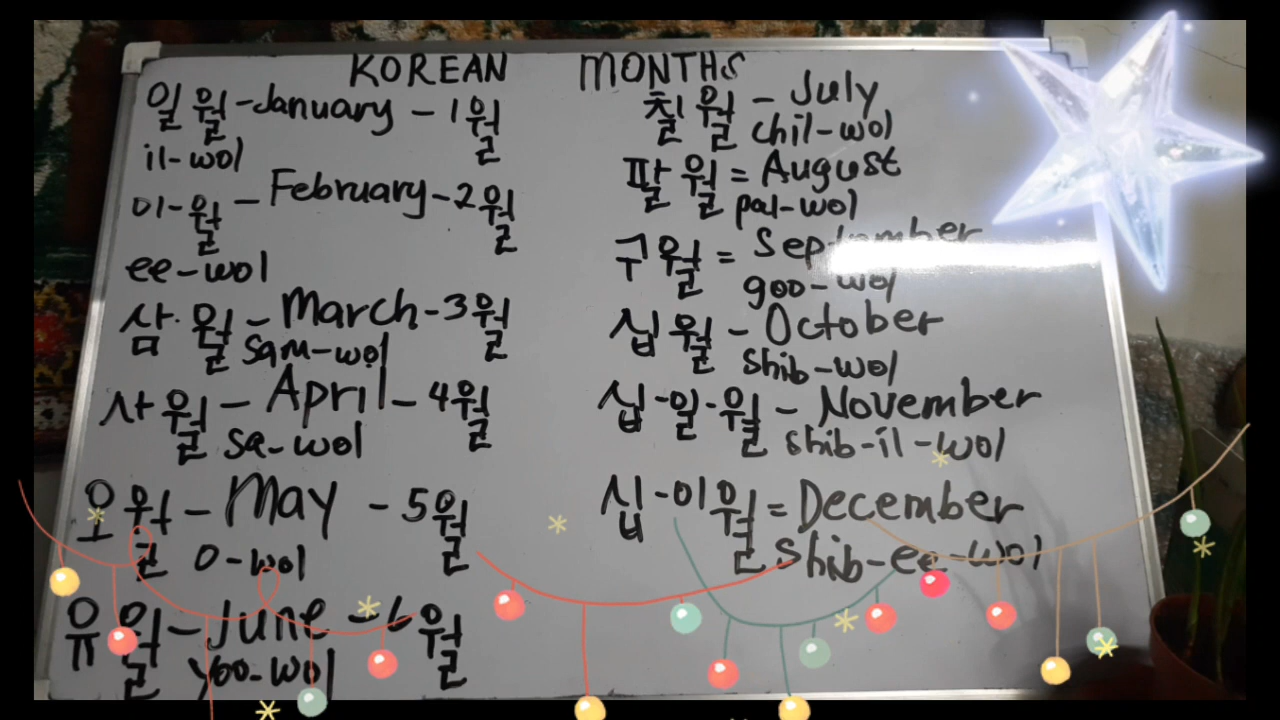 KOREAN MONTHS
일월-January-1월
il-wol
이-월-February-2월
ee-wol
삼.월-March-3월
sam-wol
사월-April-4월
sa-wol
오월-May-5월
o-wol
유월-June-6월
yoo-wol
칠월-July
chil-wol
팔월=August
pal-wol
구월=September
goo-wol
십월-October
shib-wol
십-일-월-November
shib-il-wol
십-이월=December
shib-ee-wol